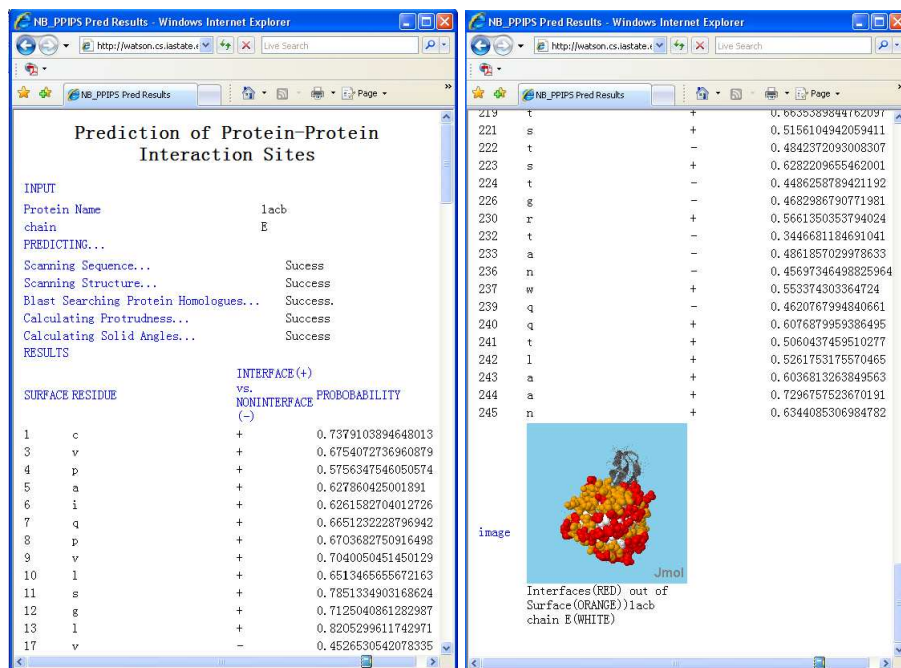 NB_PPIPS Pred Results - Windows Internet Explorer
http://watson.cs.iastate.e
Live Search
NB_PPIPS Pred Results
Page
Prediction of Protein-Protein
Interaction Sites
INPUT
Protein Name 1acb
chain E
PREDICTING...
Scanning Sequence... Sucess
Scanning Structure... Success
Blast Searching Protein Homologues... Success.
Calculating Protrudness... Success
Calculating Solid Angles... Success
RESULTS
SURFACE RESIDUE INTERFACE(+) vs. NONINTERFACE (-) PROBOBABILITY
1 c + 0.7379103894648013
3 v + 0.6754072736960879
4 p + 0.5756347546050574
5 a + 0.627860425001891
6 i + 0.6261582704012726
7 q + 0.6651232228796942
8 p + 0.6703682750916498
9 v + 0.7040050451450129
10 l + 0.6513465655672163
11 s + 0.7851334903168624
12 g + 0.7125040861282987
13 l + 0.8205299611742971
17 v - 0.4526530542078335
NB_PPIPS Pred Results - Windows Internet Explorer
http://watson.cs.iastate.e
Live Search
NB_PPIPS Pred Results
Page
219 t + 0.6635389844762097
221 s + 0.5156104942059411
222 t - 0.4842372093008307
223 s + 0.6282209655462001
224 t - 0.4486258789421192
226 g - 0.4682986790771981
230 r + 0.5661350353794024
232 t - 0.3446681184691041
233 a - 0.4861857029978633
236 n - 0.45697346498825964
237 w + 0.553374303364724
239 q - 0.4620767994840661
240 q + 0.6076879959386495
241 t + 0.5060437459510277
242 l + 0.5261753175570465
243 a + 0.6036813263849563
244 a + 0.7296757523670191
245 n + 0.6344085306984782
image
Jmol
Interfaces(RED) out of
Surface(ORANGE))1acb
chain E(WHITE)